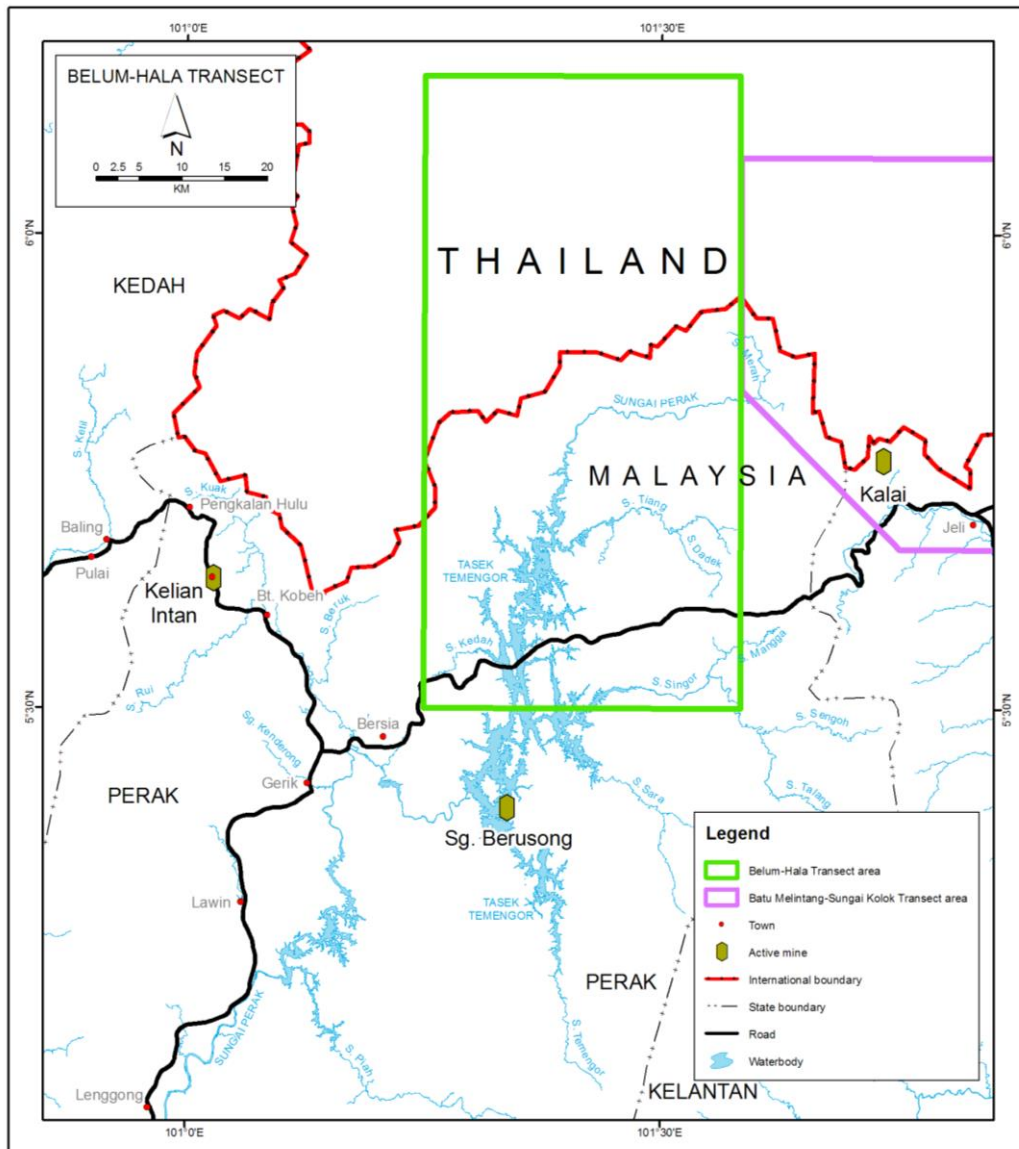 101°0'E
101°30'E
BELUM-HALA TRANSECT
N
0 2.5 5 10 15 20
KM
6°0'N
6°0'N
THAILAND
KEDAH
S. Ketil
Sg. Merah
SUNGAI PERAK
MALAYSIA
S. Kuak
Pengkalan Hulu
Kalai
Baling
Jeli
S. Tiang
S. Dadek
Pulai
TASEK
TEMENGOR
Kelian
Intan
Bt. Kobeh
S. Beruk
S. Kedah
S. Mangga
S. Rui
S. Singor
5°30'N
5°30'N
Bersia
S. Sengoh
Sg. Kenderong
Gerik
S. Sara
S. Talang
PERAK
Sg. Berusong
Legend
Belum-Hala Transect area
Batu Melintang-Sungai Kolok Transect area
Town
Active mine
International boundary
State boundary
Road
Waterbody
Lawin
TASEK
TEMENGOR
PERAK
SUNGAI PERAK
S. Piah
S. Temengor
Lenggong
KELANTAN
101°0'E
101°30'E